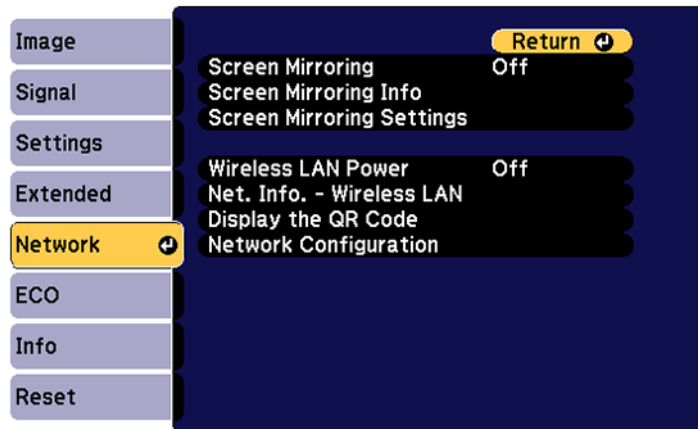 Image
Signal
Settings
Extended
Network
ECO
Info
Reset
Return
Screen Mirroring Off
Screen Mirroring Info
Screen Mirroring Settings
Wireless LAN Power Off
Net. Info. - Wireless LAN
Display the QR Code
Network Configuration